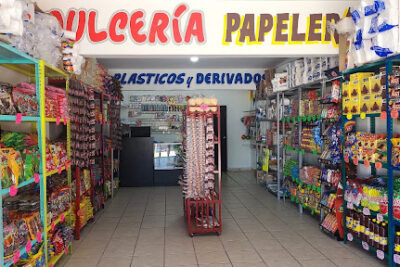 DULCERÍA PAPELER
PLASTICOS y DERIVADOS